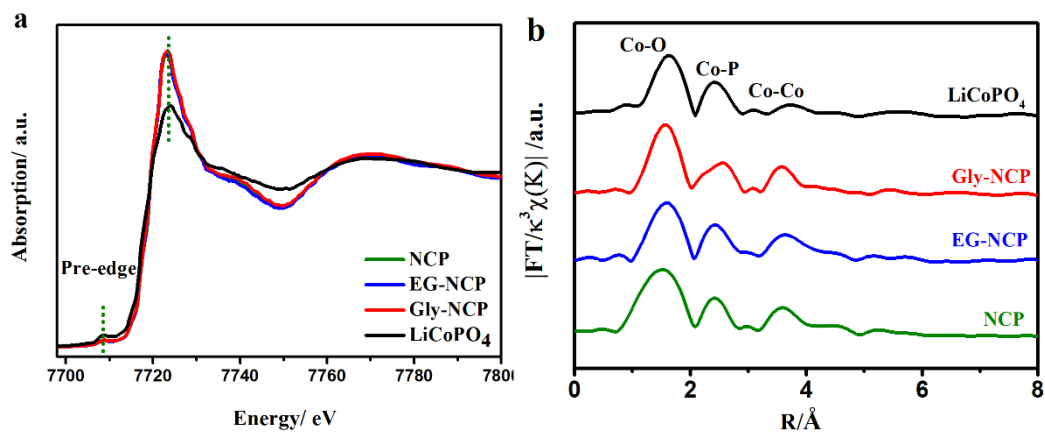 a
Absorption/ a.u.
Pre-edge
NCP
EG-NCP
Gly-NCP
LiCoPO4
7700 7720 7740 7760 7780 7800
Energy/ eV
b
|FT/κ³χ(K)| /a.u.
Co-O
Co-P
Co-Co
LiCoPO4
Gly-NCP
EG-NCP
NCP
0 2 4 6 8
R/Å